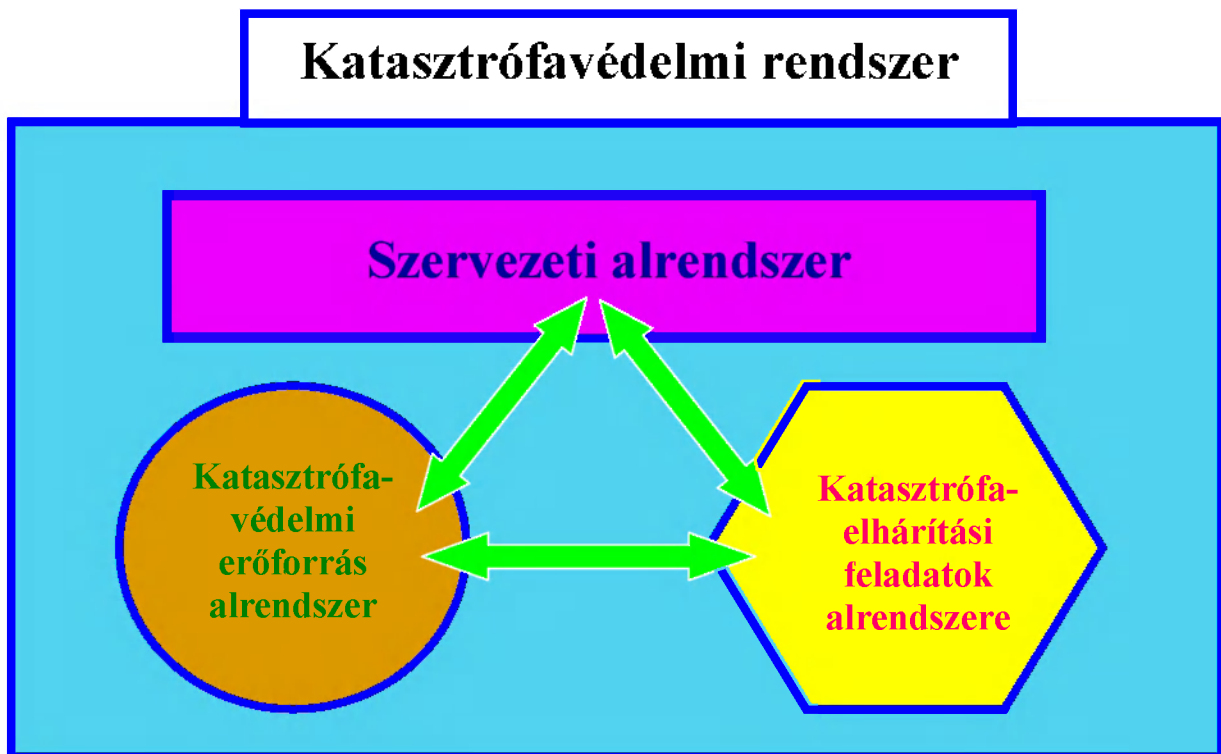 Katasztrófavédelmi rendszer
Szervezeti alrendszer
Katasztrófa-
védelmi
erőforrás
alrendszer
Katasztrófa-
elhárítási
feladatok
alrendszere